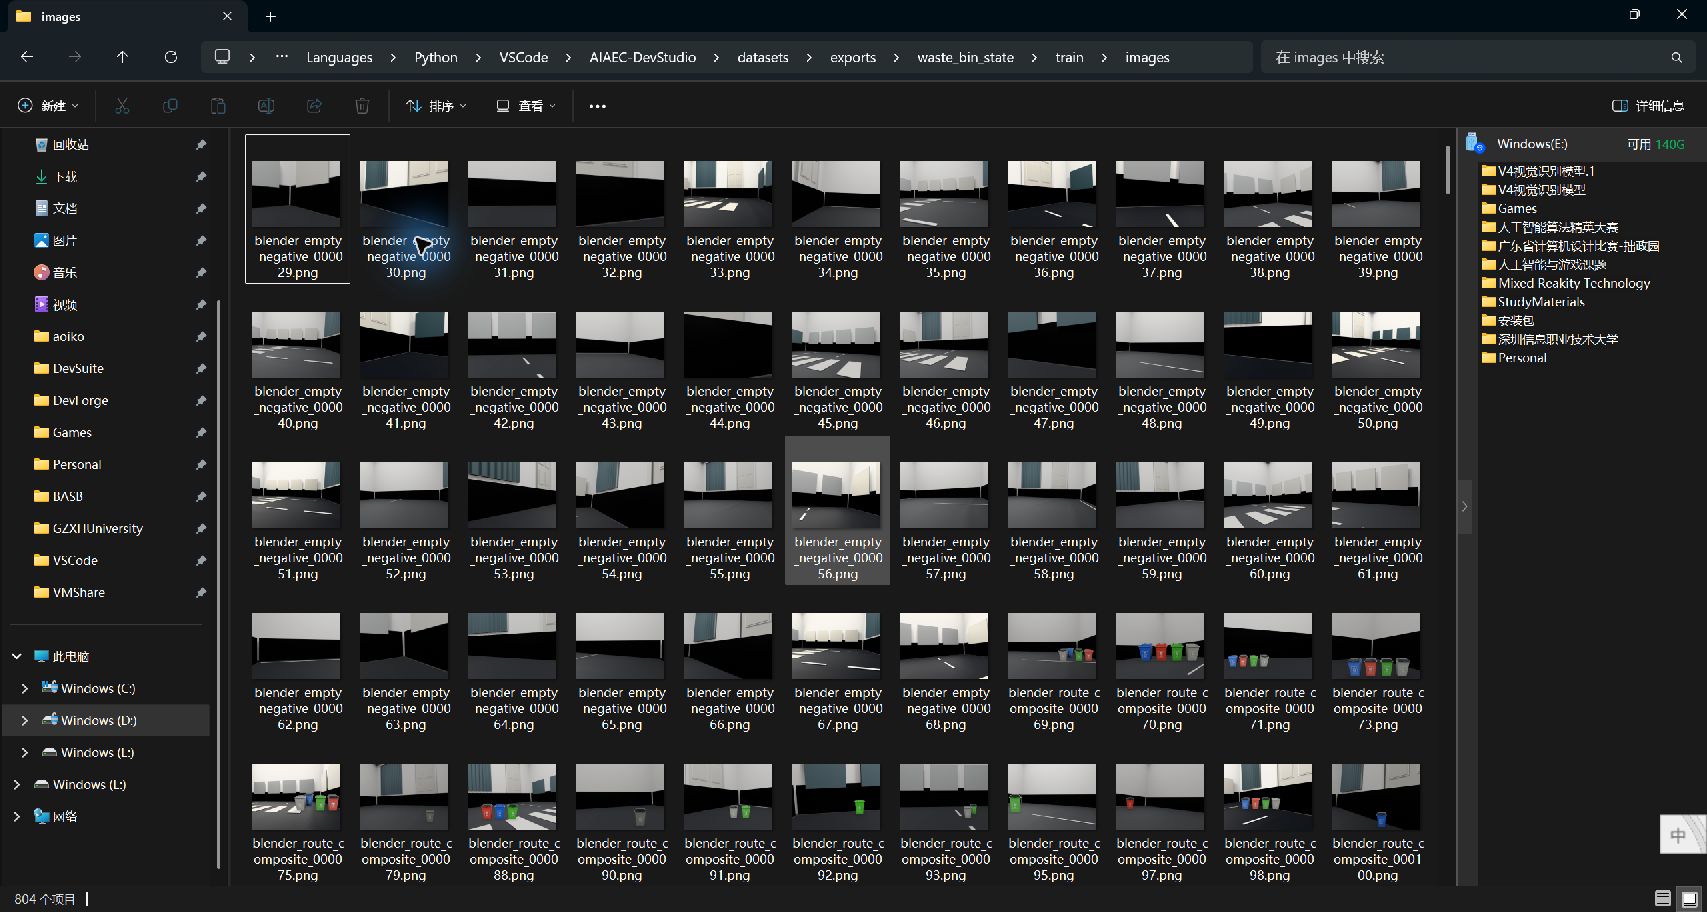 images
Languages > Python > VSCode > AIAEC-DevStudio > datasets > exports > waste_bin_state > train > images
在 images 中搜索
新建
排序
查看
详细信息
回收站
下载
文档
图片
音乐
视频
aoiko
DevSuite
DevForge
Games
Personal
BASB
GZXHUniversity
VSCode
VMShare
此电脑
Windows (C:)
Windows (D:)
Windows (E:)
Windows (E:)
网络
blender_empty_negative_000029.png
blender_empty_negative_000030.png
blender_empty_negative_000031.png
blender_empty_negative_000032.png
blender_empty_negative_000033.png
blender_empty_negative_000034.png
blender_empty_negative_000035.png
blender_empty_negative_000036.png
blender_empty_negative_000037.png
blender_empty_negative_000038.png
blender_empty_negative_000039.png
blender_empty_negative_000040.png
blender_empty_negative_000041.png
blender_empty_negative_000042.png
blender_empty_negative_000043.png
blender_empty_negative_000044.png
blender_empty_negative_000045.png
blender_empty_negative_000046.png
blender_empty_negative_000047.png
blender_empty_negative_000048.png
blender_empty_negative_000049.png
blender_empty_negative_000050.png
blender_empty_negative_000051.png
blender_empty_negative_000052.png
blender_empty_negative_000053.png
blender_empty_negative_000054.png
blender_empty_negative_000055.png
blender_empty_negative_000056.png
blender_empty_negative_000057.png
blender_empty_negative_000058.png
blender_empty_negative_000059.png
blender_empty_negative_000060.png
blender_empty_negative_000061.png
blender_empty_negative_000062.png
blender_empty_negative_000063.png
blender_empty_negative_000064.png
blender_empty_negative_000065.png
blender_empty_negative_000066.png
blender_empty_negative_000067.png
blender_empty_negative_000068.png
blender_route_composite_000069.png
blender_route_composite_000070.png
blender_route_composite_000071.png
blender_route_composite_000073.png
blender_route_composite_000075.png
blender_route_composite_000079.png
blender_route_composite_000088.png
blender_route_composite_000090.png
blender_route_composite_000091.png
blender_route_composite_000092.png
blender_route_composite_000093.png
blender_route_composite_000095.png
blender_route_composite_000097.png
blender_route_composite_000098.png
blender_route_composite_000100.png
Windows(E:) 可用 140G
V4视觉识别模型.1
V4视觉识别模型
Games
人工智能算法精英大赛
广东省计算机设计比赛-拙政园
人工智能与游戏课题
Mixed Reakity Technology
StudyMaterials
安装包
深圳信息职业技术大学
Personal
中
804 个项目